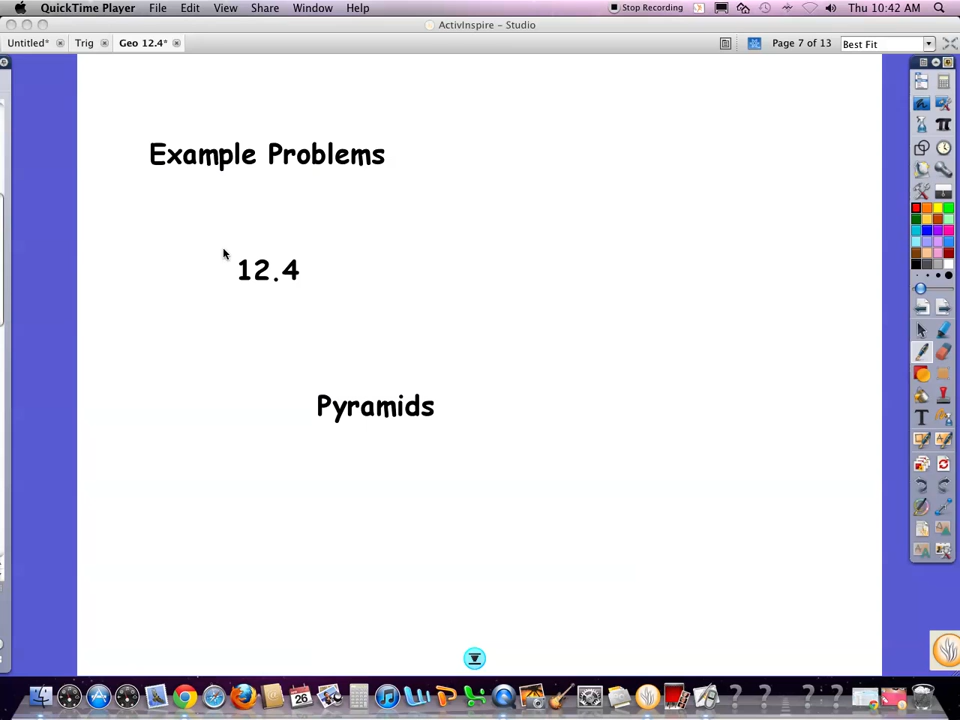 QuickTime Player File Edit View Share Window Help Stop Recording Thu 10:42 AM
ActivInspire - Studio
Untitled* Trig Geo 12.4* Page 7 of 13 Best Fit
Example Problems
12.4
Pyramids
T
26